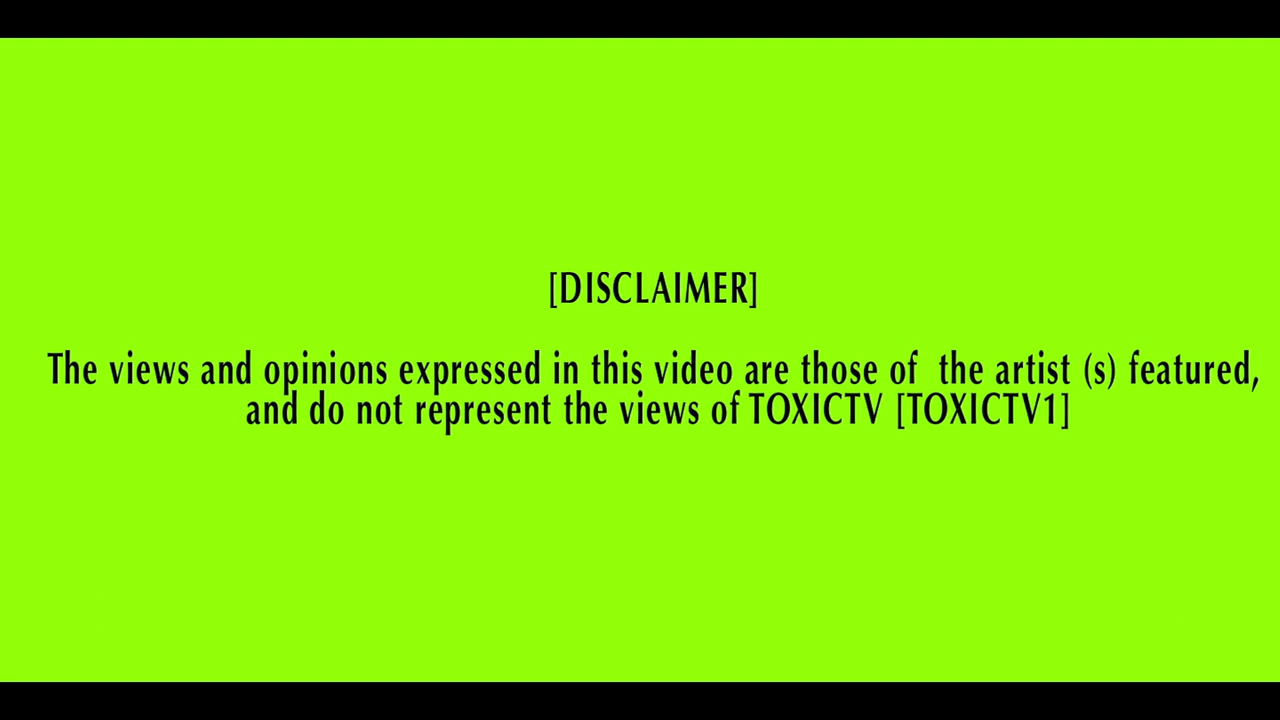 [DISCLAIMER]
The views and opinions expressed in this video are those of  the artist (s) featured,
and do not represent the views of TOXICTV [TOXICTV1]